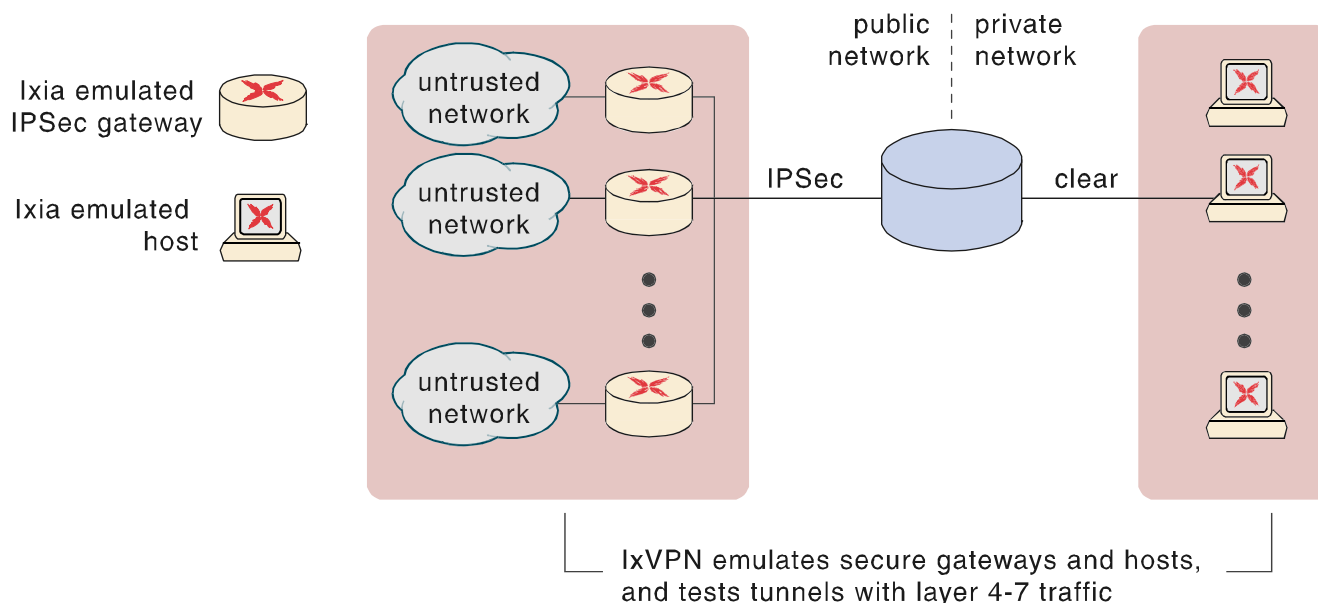 Ixia emulated
IPSec gateway
Ixia emulated
host
untrusted
network
untrusted
network
untrusted
network
public
network
private
network
IPSec
clear
IxVPN emulates secure gateways and hosts,
and tests tunnels with layer 4-7 traffic